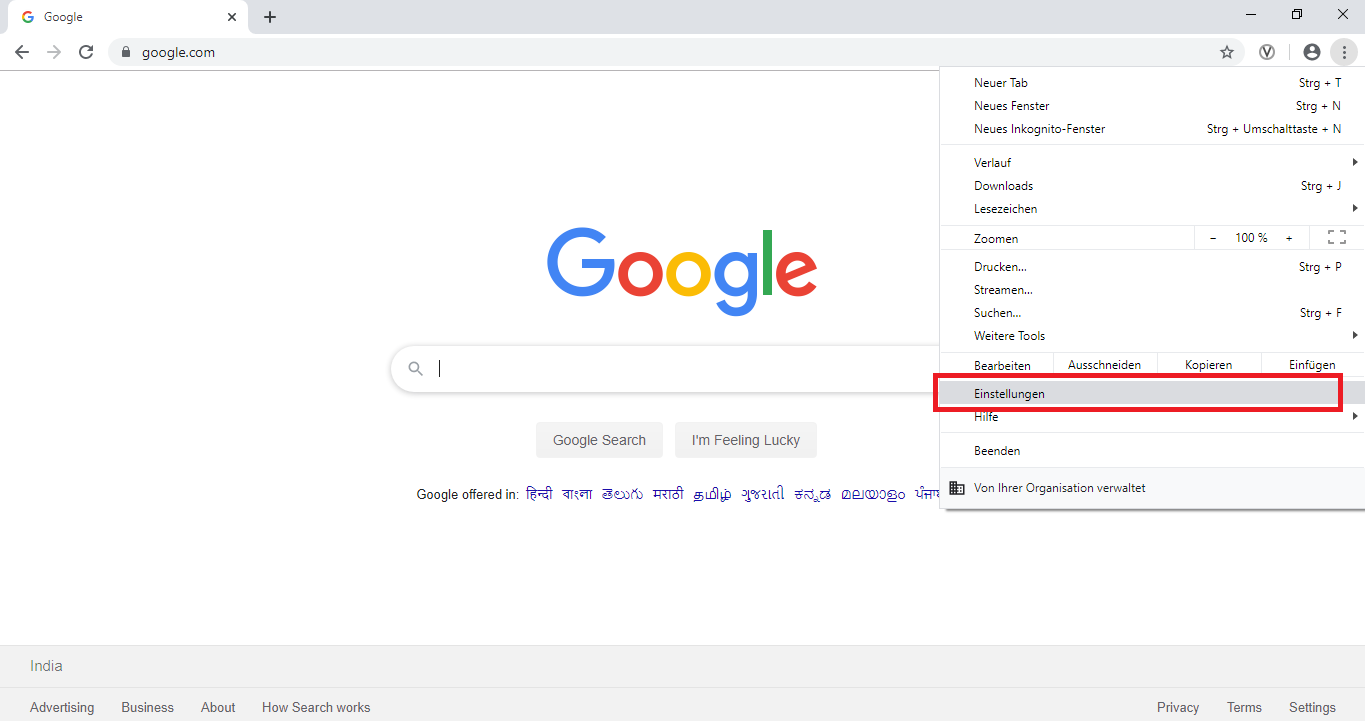 Google
google.com
Neuer Tab Strg + T
Neues Fenster Strg + N
Neues Inkognito-Fenster Strg + Umschalttaste + N
Verlauf
Downloads Strg + J
Lesezeichen
Zoomen - 100 % +
Drucken... Strg + P
Streamen...
Suchen... Strg + F
Weitere Tools
Bearbeiten Ausschneiden Kopieren Einfügen
Einstellungen
Hilfe
Beenden
Von Ihrer Organisation verwaltet
Google
Google Search I'm Feeling Lucky
Google offered in: हिन्दी বাংলা తెలుగు मराठी தமிழ் ગુજરાતી ಕನ್ನಡ മലയാളം
India
Advertising Business About How Search works Privacy Terms Settings